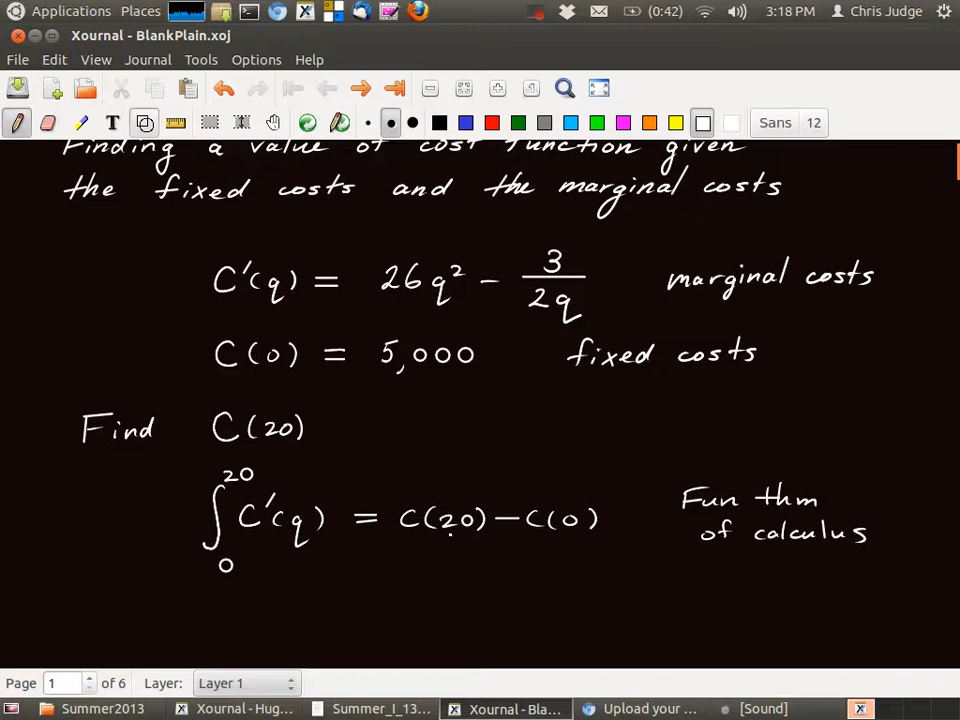 Applications Places (0:42) 3:18 PM Chris Judge
Xournal - BlankPlain.xoj
File Edit View Journal Tools Options Help
Sans 12
Finding a value of cost function given
the fixed costs and the marginal costs
C'(q) = 26q² - 3/2q marginal costs
C(0) = 5,000 fixed costs
Find C(20)
∫₀²⁰ C'(q) = C(20) - C(0) Fun thm
of calculus
Page 1 of 6 Layer: Layer 1
Summer2013 Xournal - Hug... Summer_I_13... Xournal - Bla... Upload your ... [Sound]